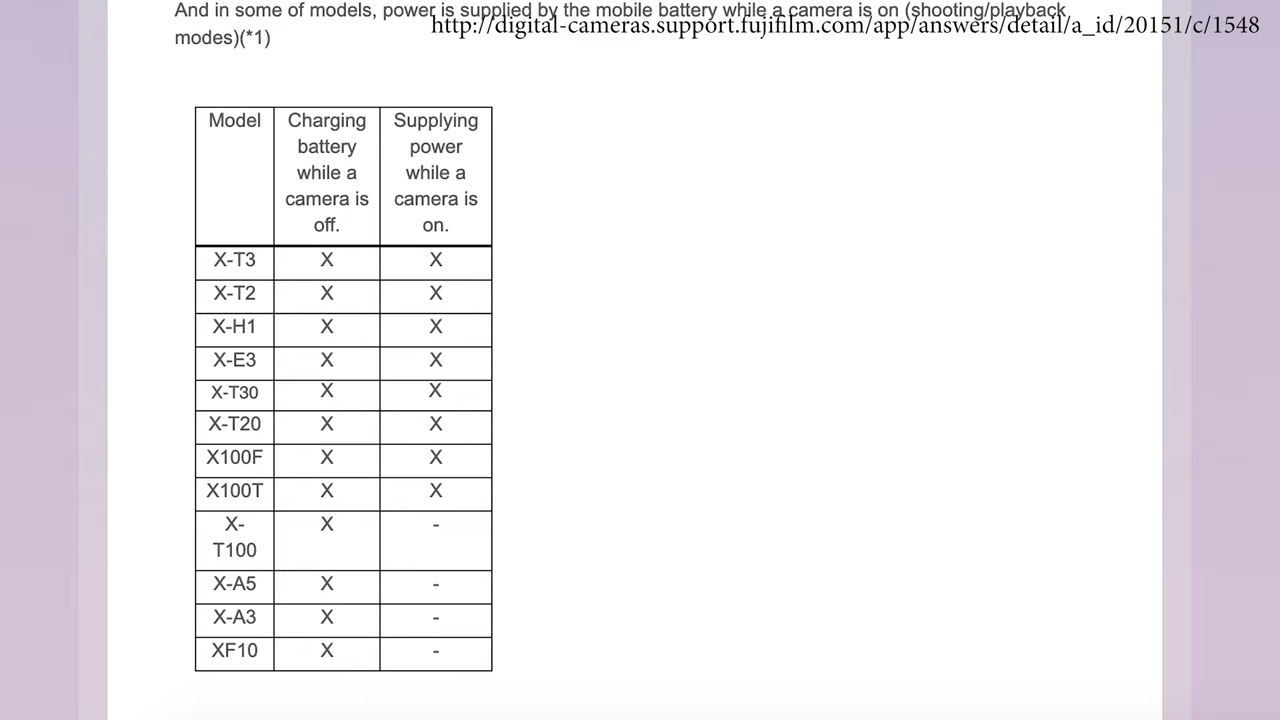 And in some of models, power is supplied by the mobile battery while a camera is on (shooting/playback
modes)(*1)
http://digital-cameras.support.fujifilm.com/app/answers/detail/a_id/20151/c/1548
Model Charging battery while a camera is off. Supplying power while a camera is on.
X-T3 X X
X-T2 X X
X-H1 X X
X-E3 X X
X-T30 X X
X-T20 X X
X100F X X
X100T X X
X-T100 X -
X-A5 X -
X-A3 X -
XF10 X -